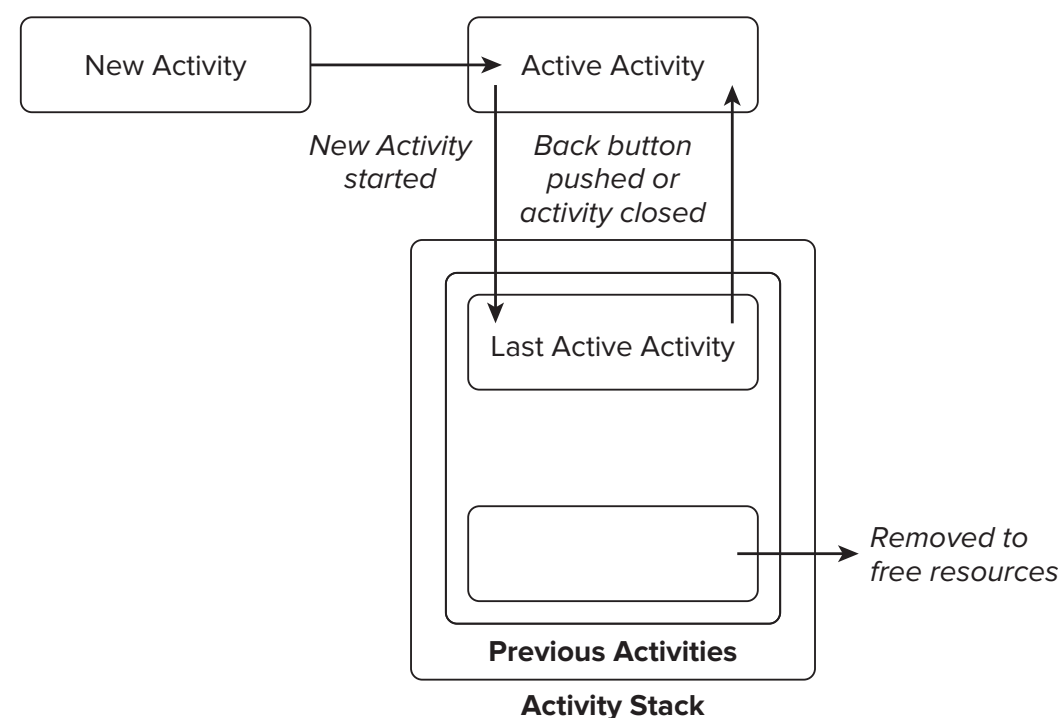 New Activity
Active Activity
New Activity
started
Back button
pushed or
activity closed
Last Active Activity
Removed to
free resources
Previous Activities
Activity Stack